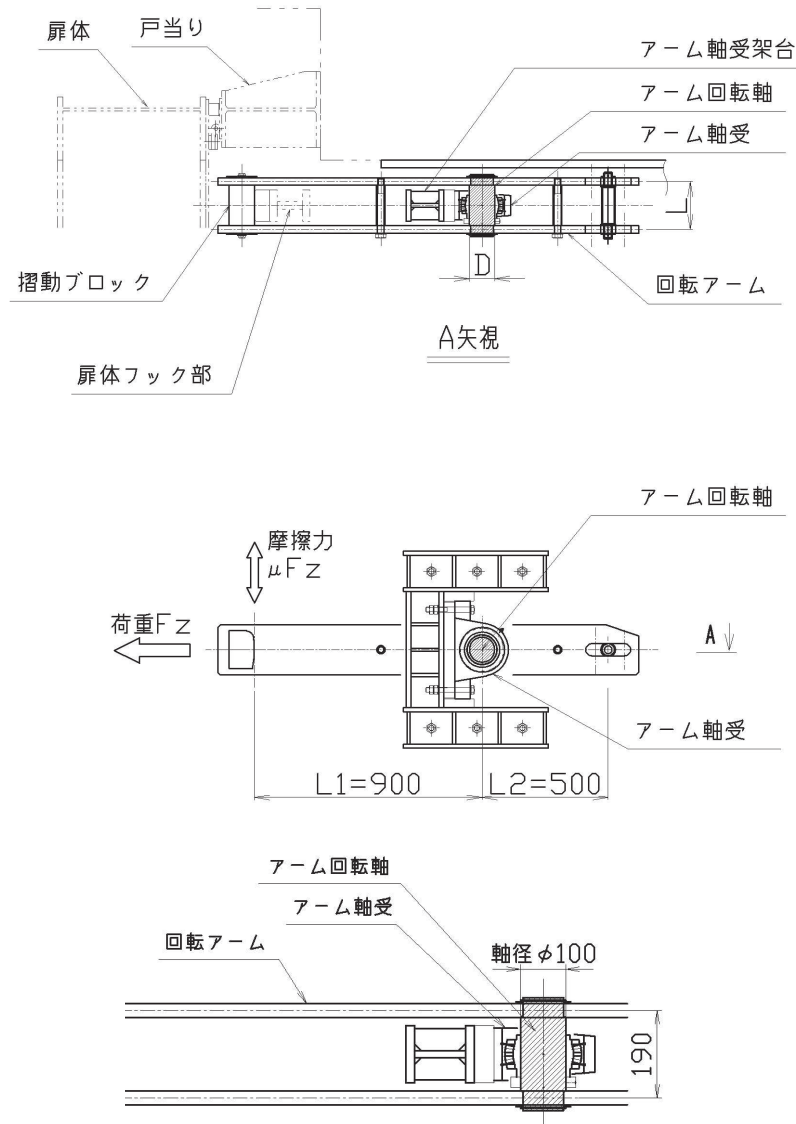 扉体
戸当り
アーム軸受架台
アーム回転軸
アーム軸受
L
D
摺動ブロック
回転アーム
扉体フック部
A矢視
アーム回転軸
摩擦力
μFz
荷重Fz
A
アーム軸受
L1=900
L2=500
アーム回転軸
アーム軸受
回転アーム
軸径φ100
190